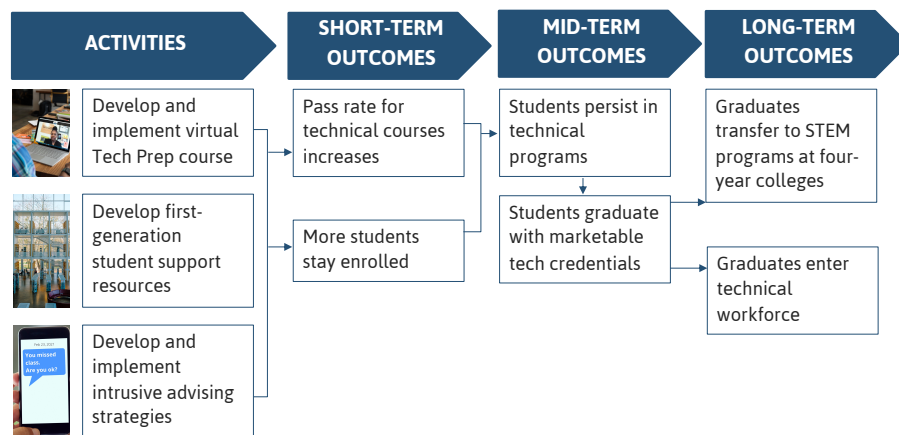 ACTIVITIES
SHORT-TERM
OUTCOMES
MID-TERM
OUTCOMES
LONG-TERM
OUTCOMES
Develop and
implement virtual
Tech Prep course
Develop first-
generation
student support
resources
Develop and
implement
intrusive advising
strategies
Feb 23, 2021
You missed
class.
Are you ok?
Pass rate for
technical courses
increases
More students
stay enrolled
Students persist in
technical
programs
Students graduate
with marketable
tech credentials
Graduates
transfer to STEM
programs at four-
year colleges
Graduates enter
technical
workforce